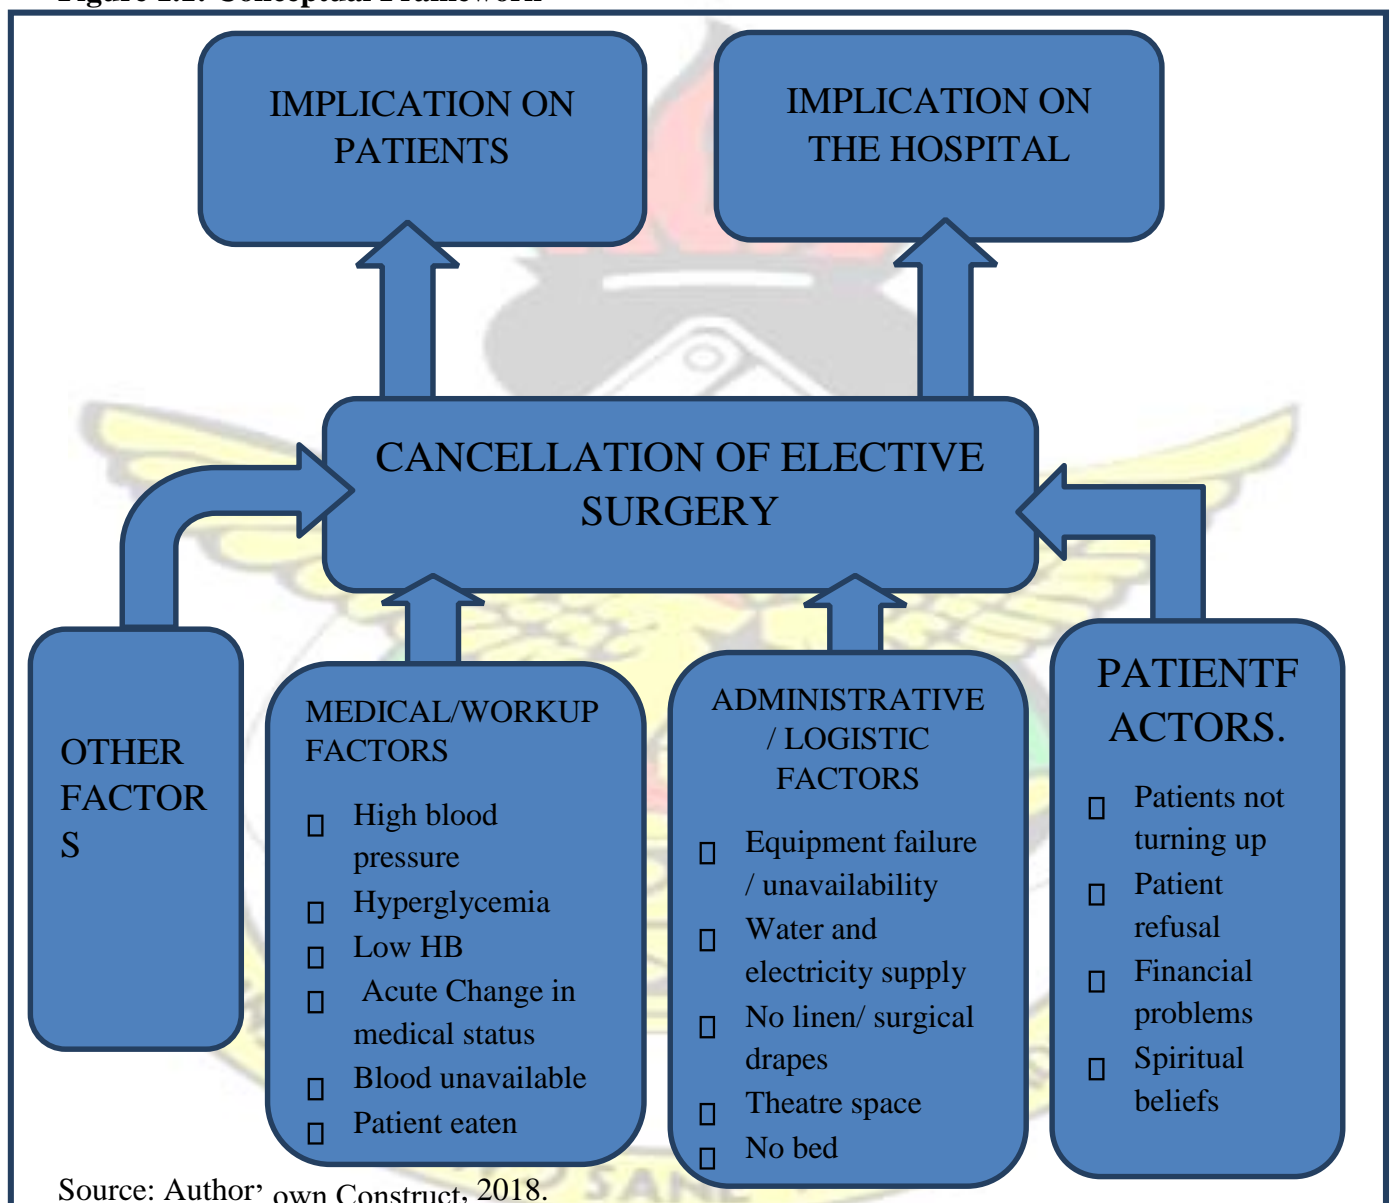 IMPLICATION ON
PATIENTS
IMPLICATION ON
THE HOSPITAL
CANCELLATION OF ELECTIVE
SURGERY
OTHER
FACTOR
S
MEDICAL/WORKUP
FACTORS
High blood
pressure
Hyperglycemia
Low HB
Acute Change in
medical status
Blood unavailable
Patient eaten
ADMINISTRATIVE
/ LOGISTIC
FACTORS
Equipment failure
/ unavailability
Water and
electricity supply
No linen/ surgical
drapes
Theatre space
No bed
PATIENTF
ACTORS.
Patients not
turning up
Patient
refusal
Financial
problems
Spiritual
beliefs
Source: Author’ own Construct, 2018.